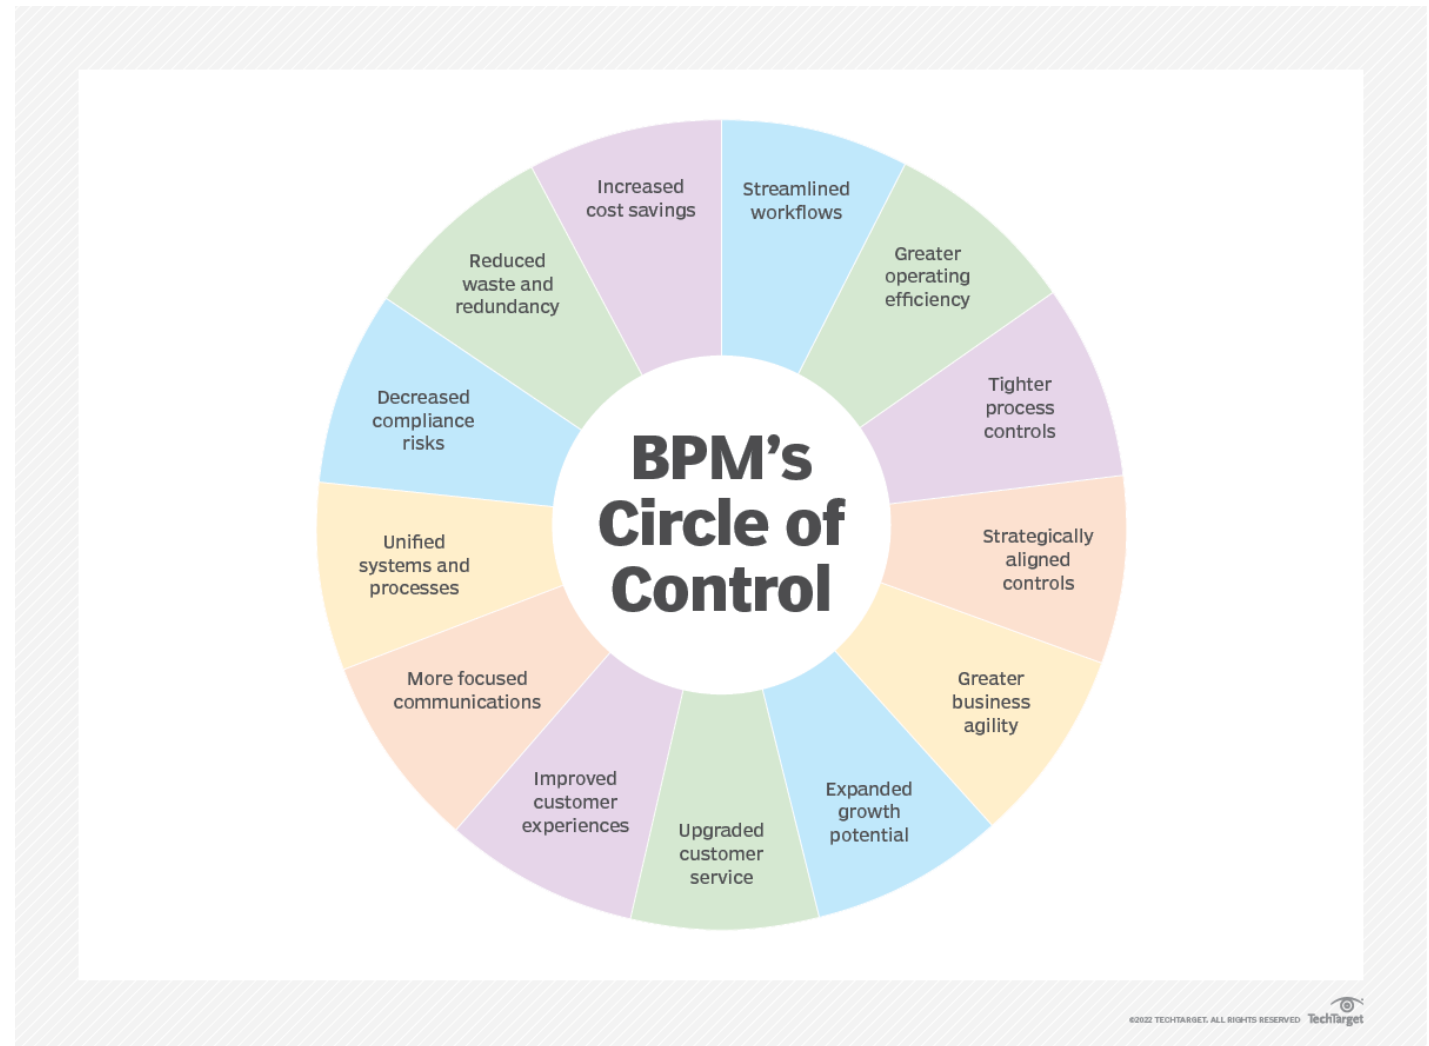 BPM’s
Circle of
Control
Streamlined
workflows
Greater
operating
efficiency
Tighter
process
controls
Strategically
aligned
controls
Greater
business
agility
Expanded
growth
potential
Upgraded
customer
service
Improved
customer
experiences
More focused
communications
Unified
systems and
processes
Decreased
compliance
risks
Reduced
waste and
redundancy
Increased
cost savings
©2022 TECHTARGET. ALL RIGHTS RESERVED TechTarget